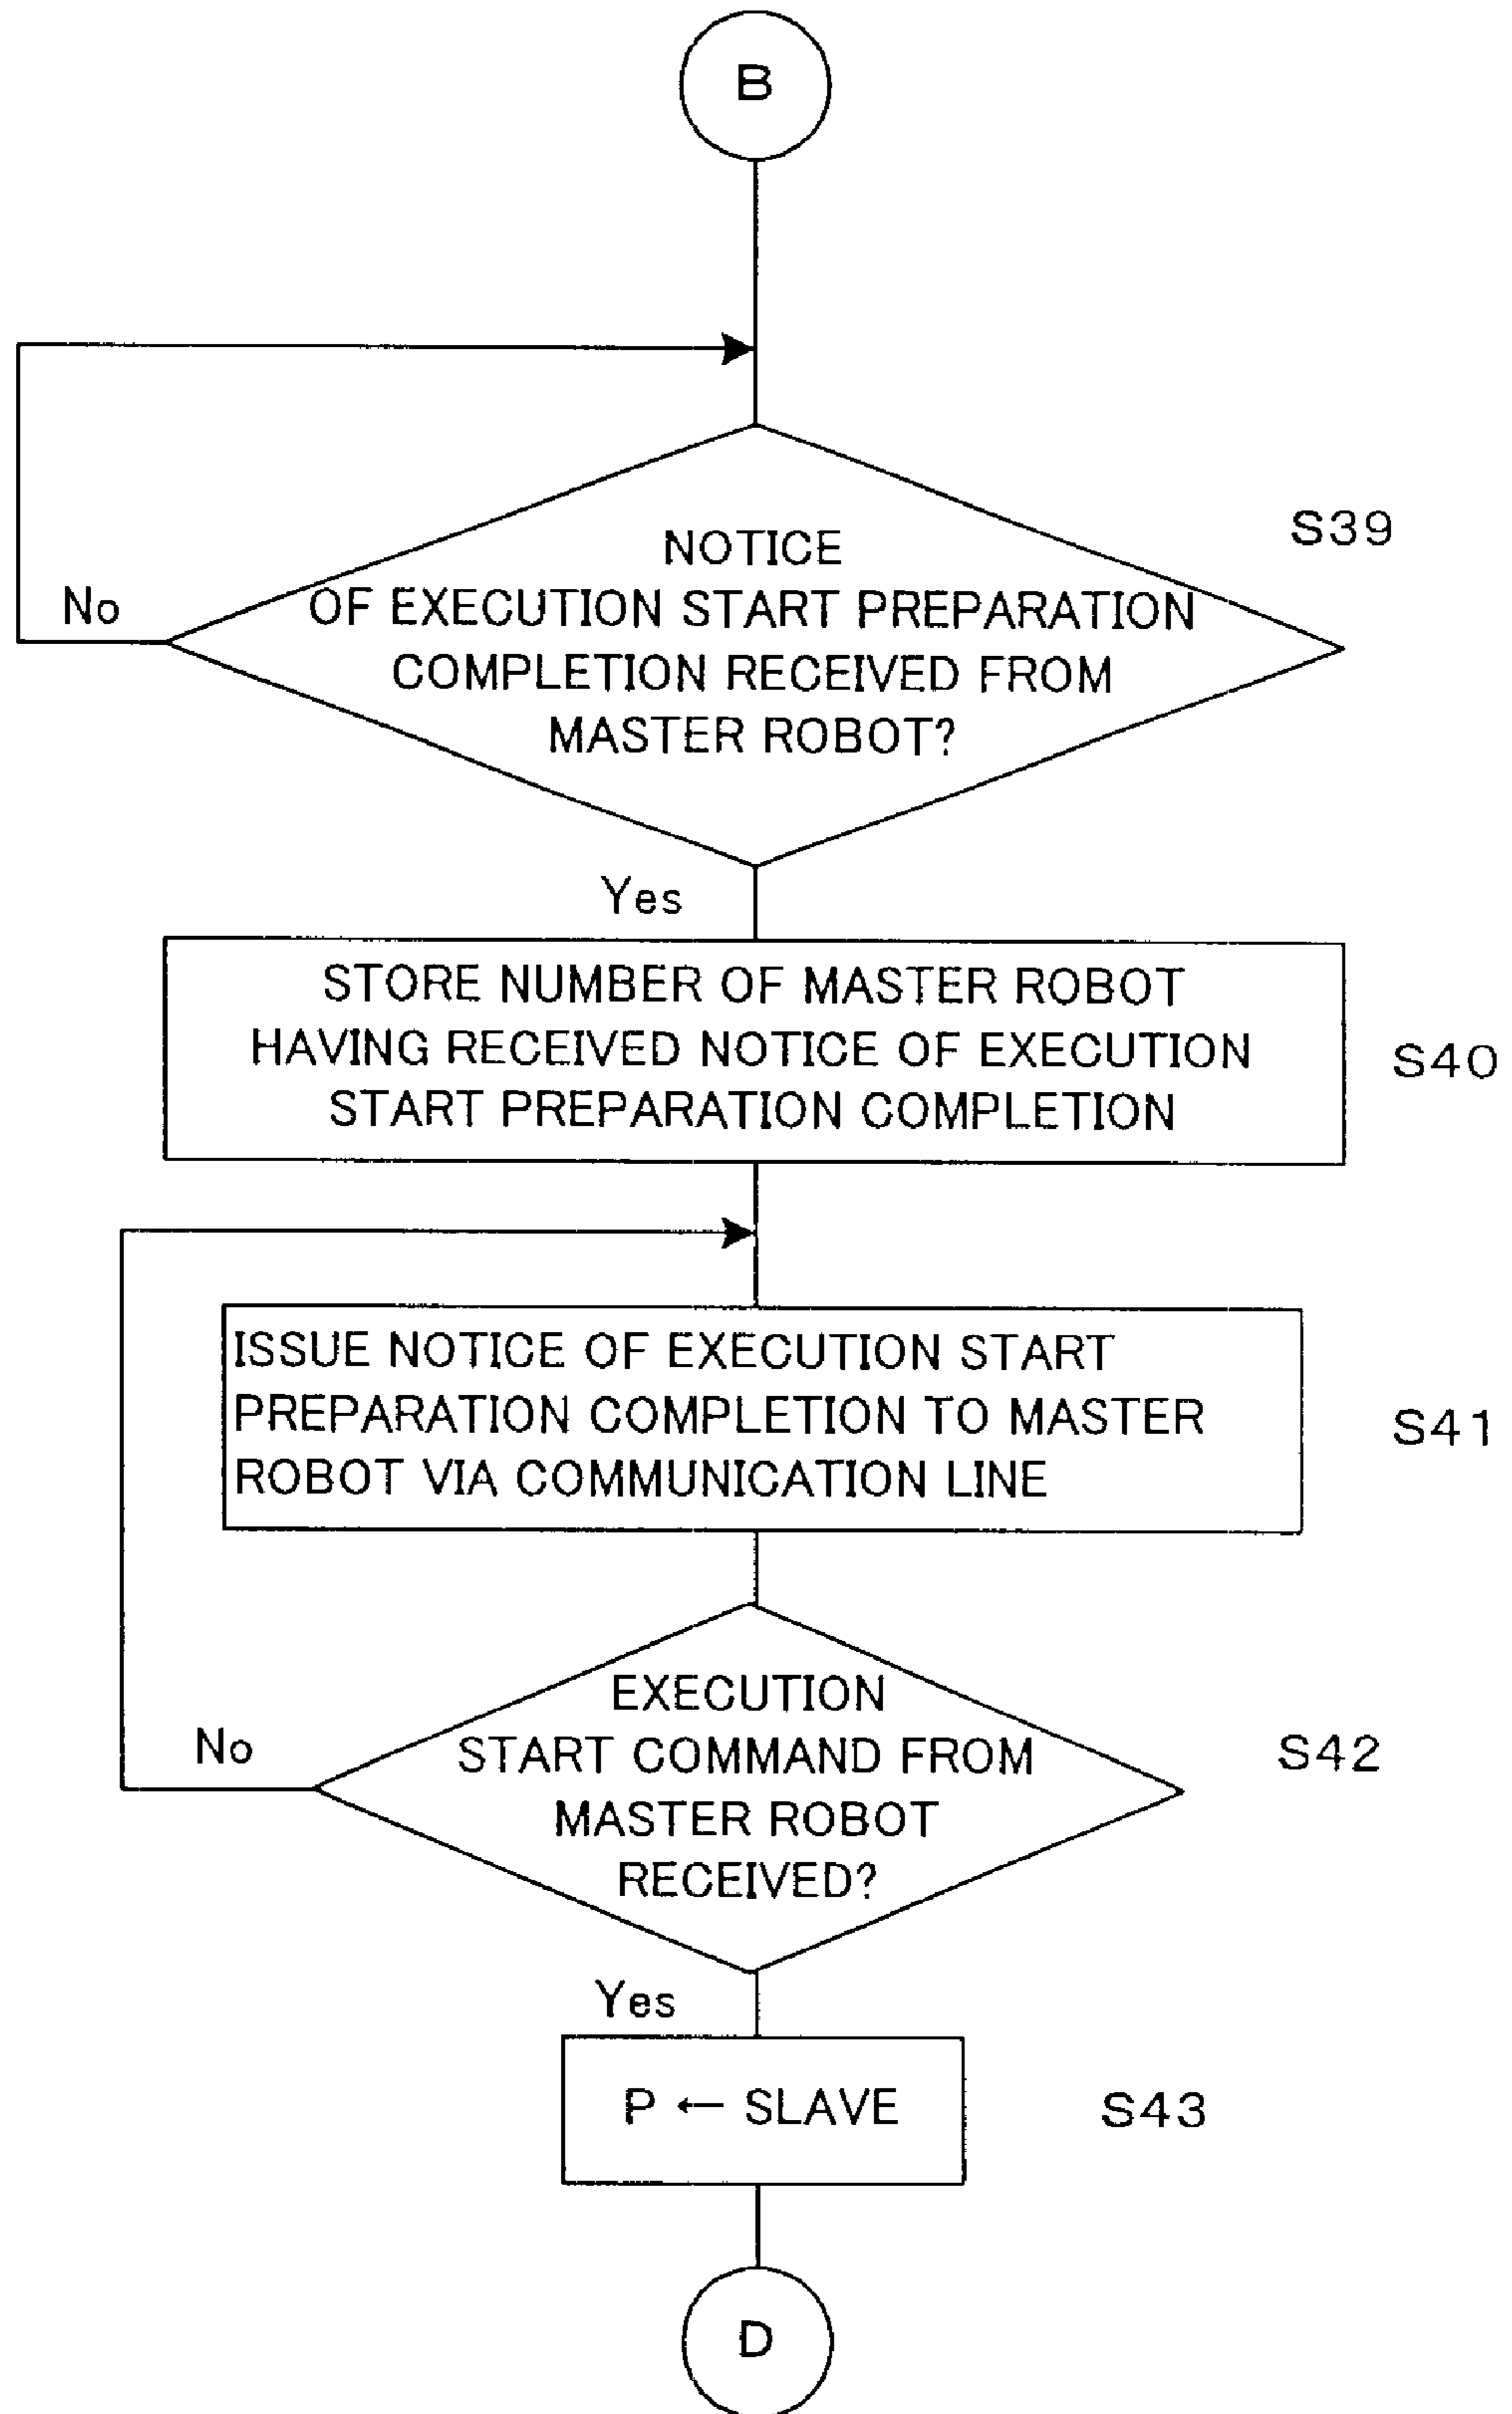 B
NOTICE
OF EXECUTION START PREPARATION
COMPLETION RECEIVED FROM
MASTER ROBOT?
S39
No
Yes
STORE NUMBER OF MASTER ROBOT
HAVING RECEIVED NOTICE OF EXECUTION
START PREPARATION COMPLETION
S40
ISSUE NOTICE OF EXECUTION START
PREPARATION COMPLETION TO MASTER
ROBOT VIA COMMUNICATION LINE
S41
EXECUTION
START COMMAND FROM
MASTER ROBOT
RECEIVED?
S42
No
Yes
P ← SLAVE
S43
D